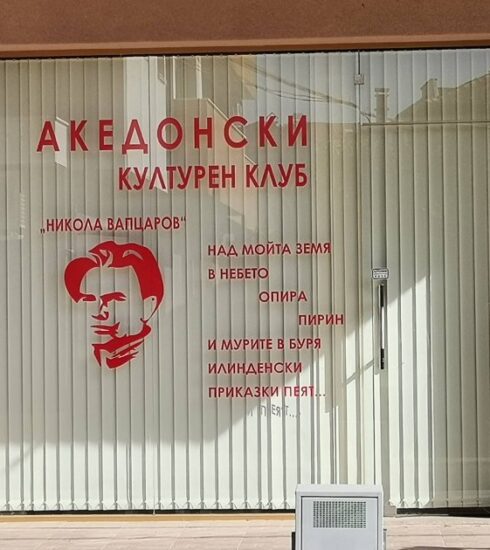 АКЕДОНСКИ
КУЛТУРЕН КЛУБ
„НИКОЛА ВАПЦАРОВ“
НАД МОЙТА ЗЕМЯ
В НЕБЕТО
ОПИРА
ПИРИН
И МУРИТЕ В БУРЯ
ИЛИНДЕНСКИ
ПРИКАЗКИ ПЕЯТ...